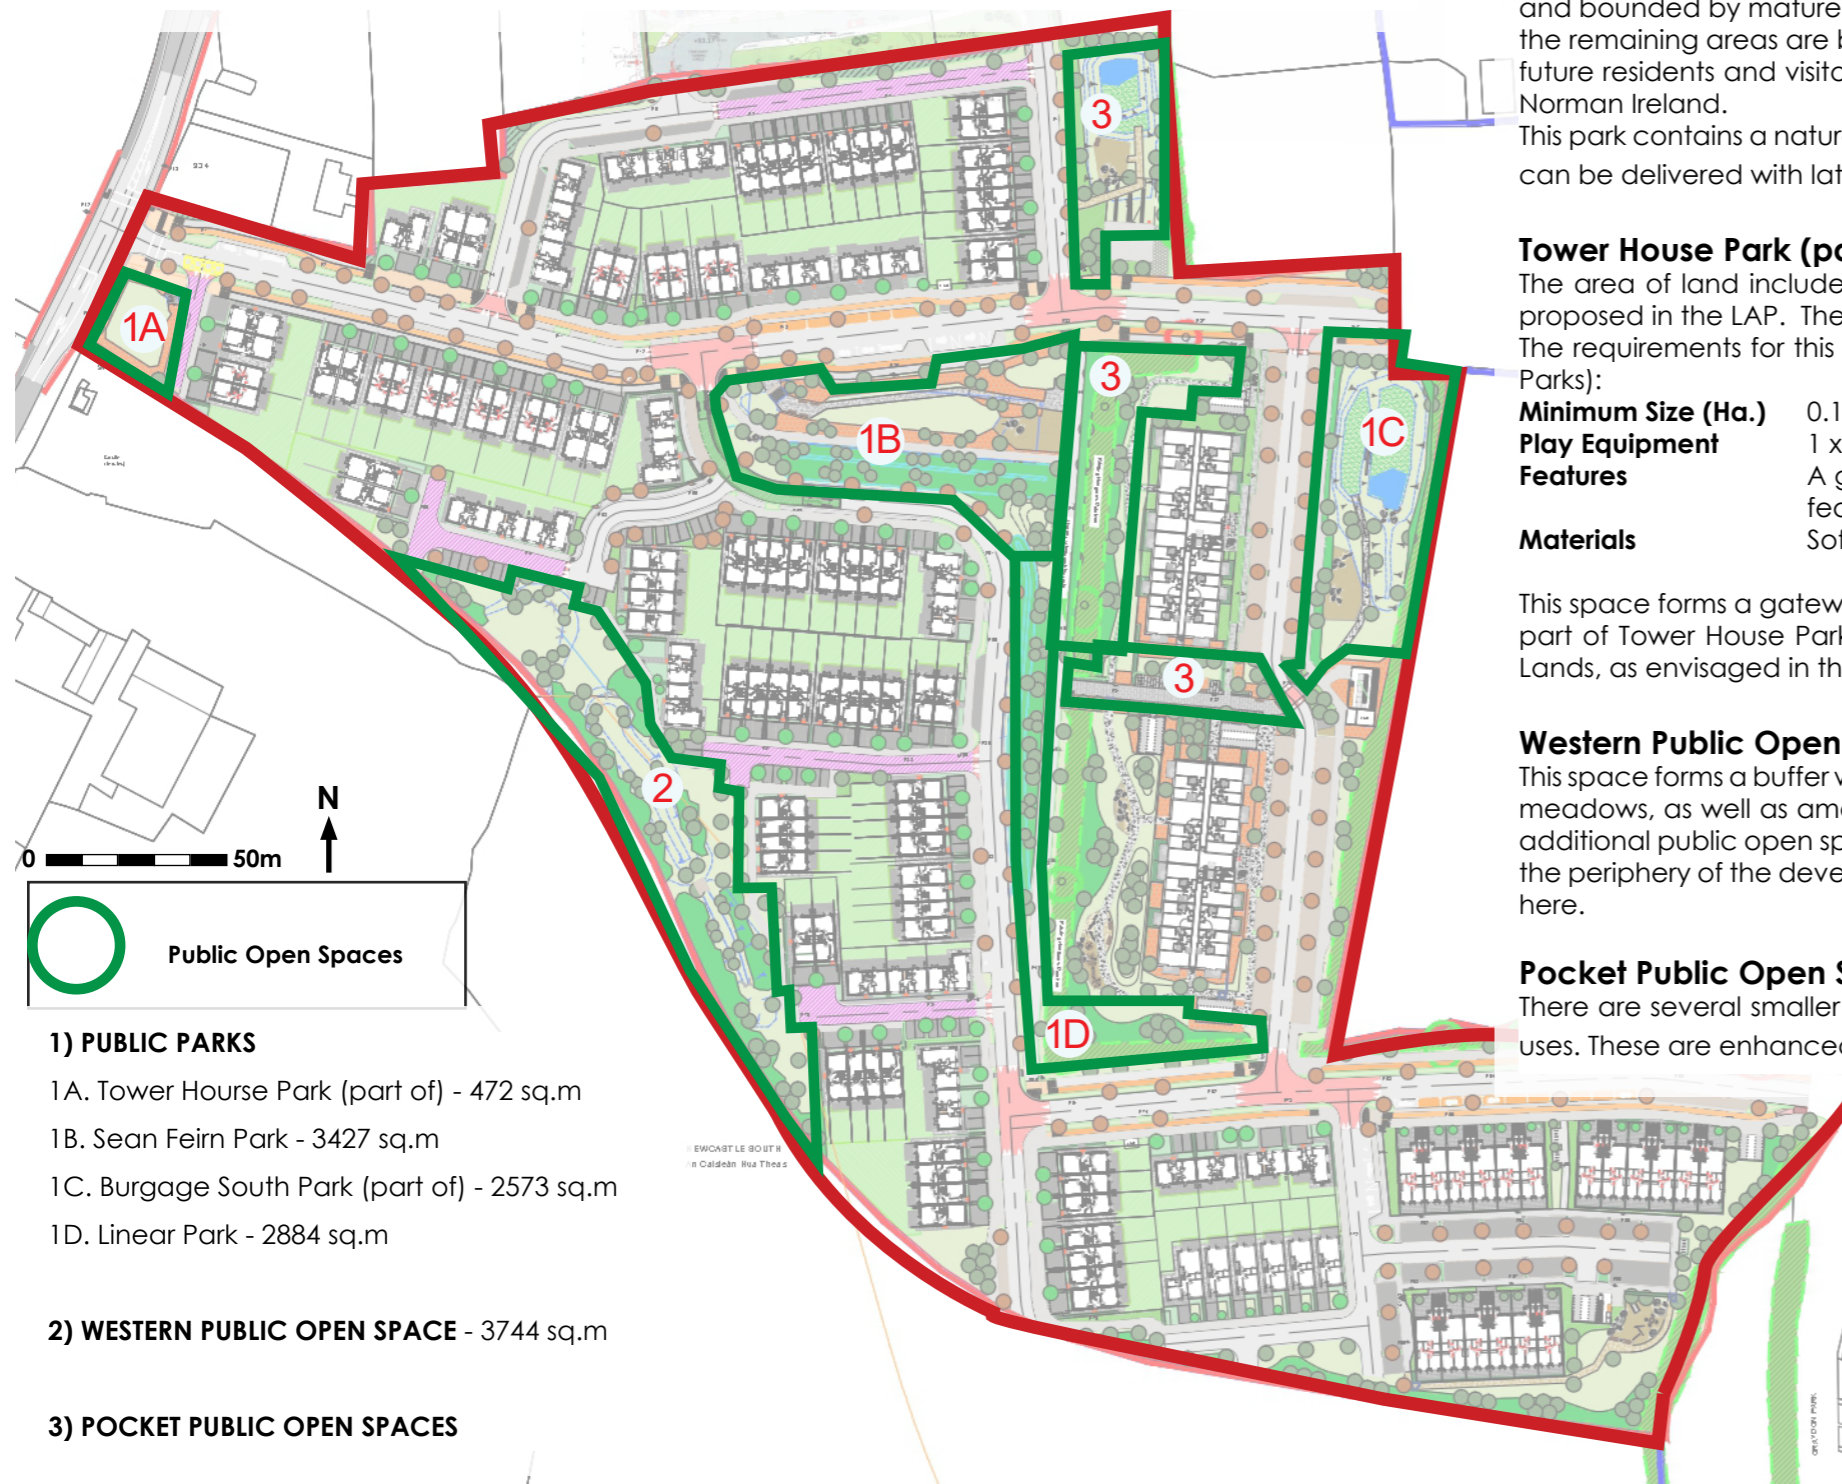 and bounded by mature
the remaining areas are b
future residents and visito
Norman Ireland.
This park contains a natur
can be delivered with lat
Tower House Park (pa
The area of land include
proposed in the LAP. The
The requirements for this
Parks):
Minimum Size (Ha.) 0.1
Play Equipment 1 x
Features A g
fea
Materials Sof
This space forms a gatew
part of Tower House Park
Lands, as envisaged in th
Western Public Open
This space forms a buffer v
meadows, as well as ame
additional public open sp
the periphery of the deve
here.
Pocket Public Open S
There are several smaller
uses. These are enhanced
3
1A
1B
3
1C
3
2
1D
N
0 50m
Public Open Spaces
1) PUBLIC PARKS
1A. Tower Hourse Park (part of) - 472 sq.m
1B. Sean Feirn Park - 3427 sq.m
1C. Burgage South Park (part of) - 2573 sq.m
1D. Linear Park - 2884 sq.m
2) WESTERN PUBLIC OPEN SPACE - 3744 sq.m
3) POCKET PUBLIC OPEN SPACES
EWCASTLE SOUTH
n Caisleán Nua Theas
GRAYDON PARK